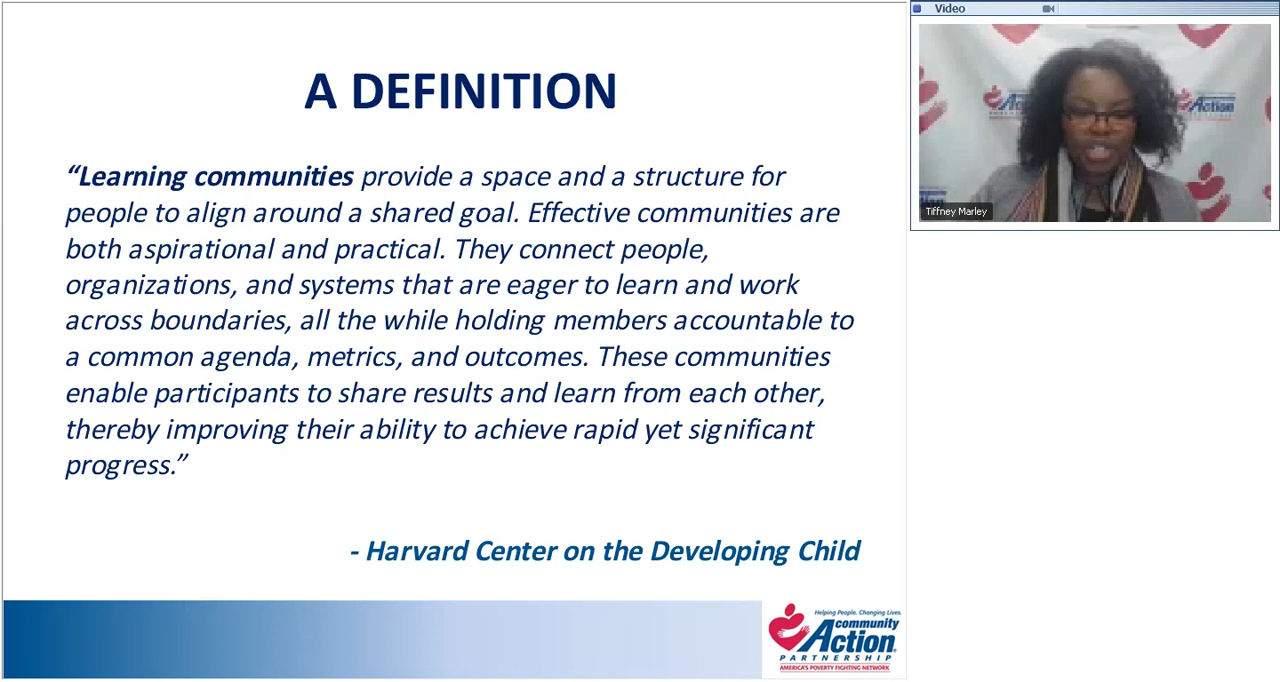 A DEFINITION
“Learning communities provide a space and a structure for
people to align around a shared goal. Effective communities are
both aspirational and practical. They connect people,
organizations, and systems that are eager to learn and work
across boundaries, all the while holding members accountable to
a common agenda, metrics, and outcomes. These communities
enable participants to share results and learn from each other,
thereby improving their ability to achieve rapid yet significant
progress.”
- Harvard Center on the Developing Child
Helping People. Changing Lives.
community
Action
PARTNERSHIP
AMERICA'S POVERTY FIGHTING NETWORK
Video
Action
Tiffney Marley